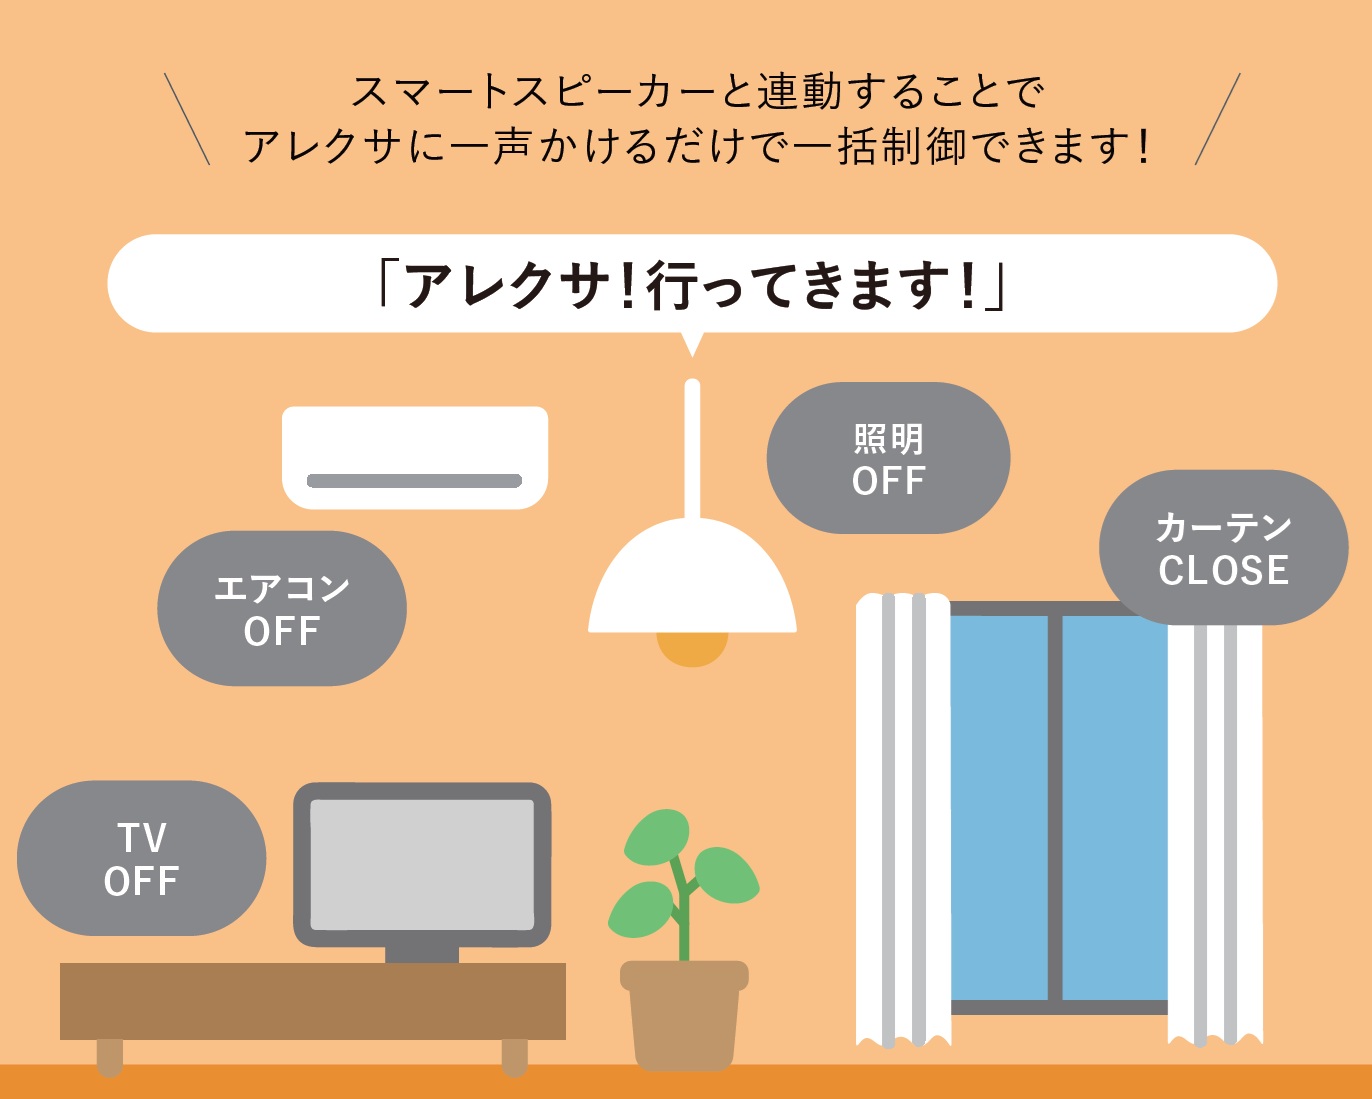 スマートスピーカーと連動することで
アレクサに一声かけるだけで一括制御できます！
「アレクサ！行ってきます！」
照明
OFF
カーテン
CLOSE
エアコン
OFF
TV
OFF